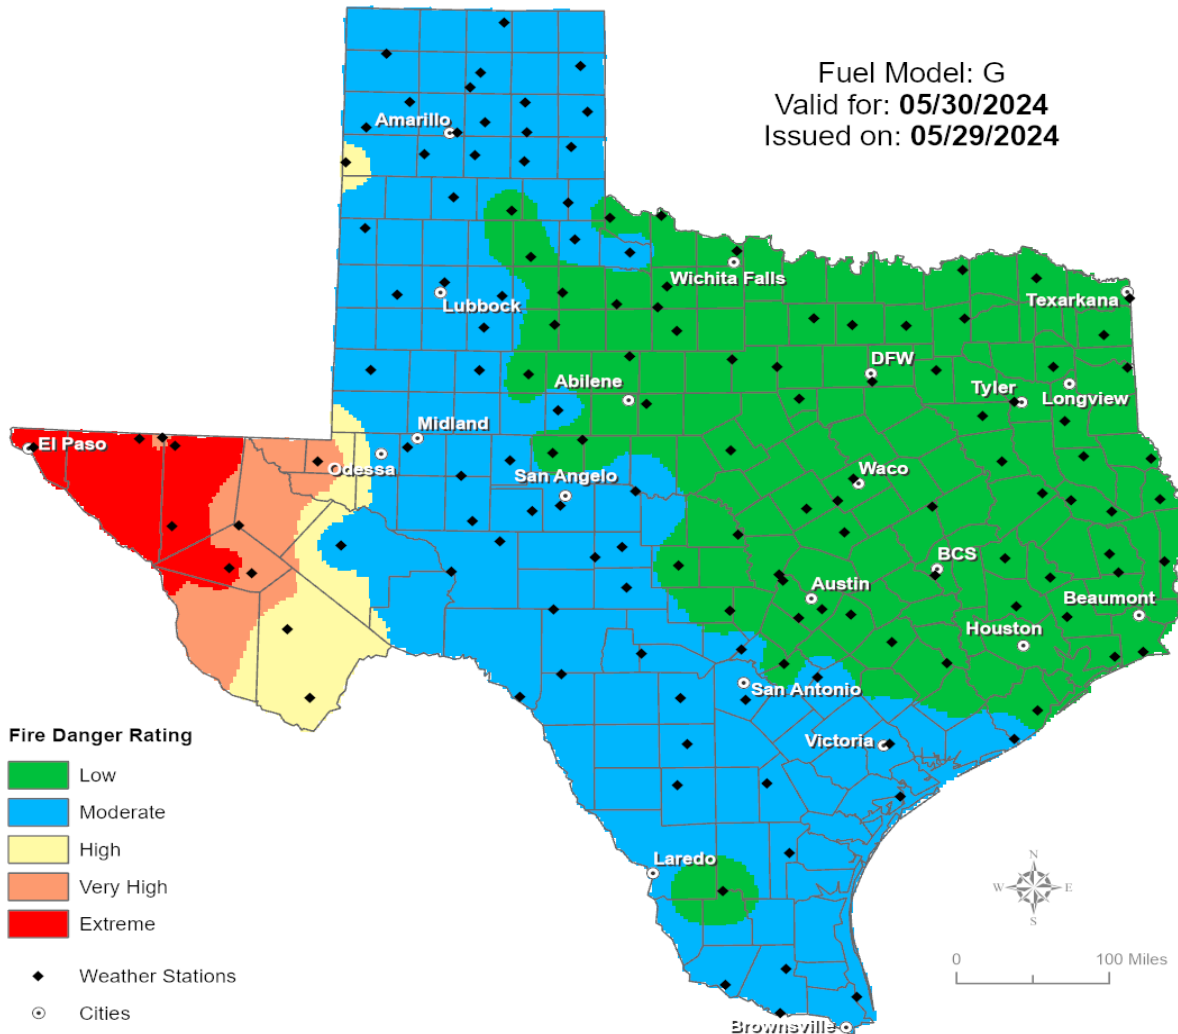 Fuel Model: G
Valid for: 05/30/2024
Issued on: 05/29/2024
Amarillo
Wichita Falls
Lubbock
Texarkana
DFW
Abilene
Tyler
Longview
Midland
El Paso
Odessa
San Angelo
Waco
BCS
Austin
Beaumont
Houston
San Antonio
Victoria
Laredo
Brownsville
Fire Danger Rating
Low
Moderate
High
Very High
Extreme
Weather Stations
Cities
N
W E
S
0 100 Miles